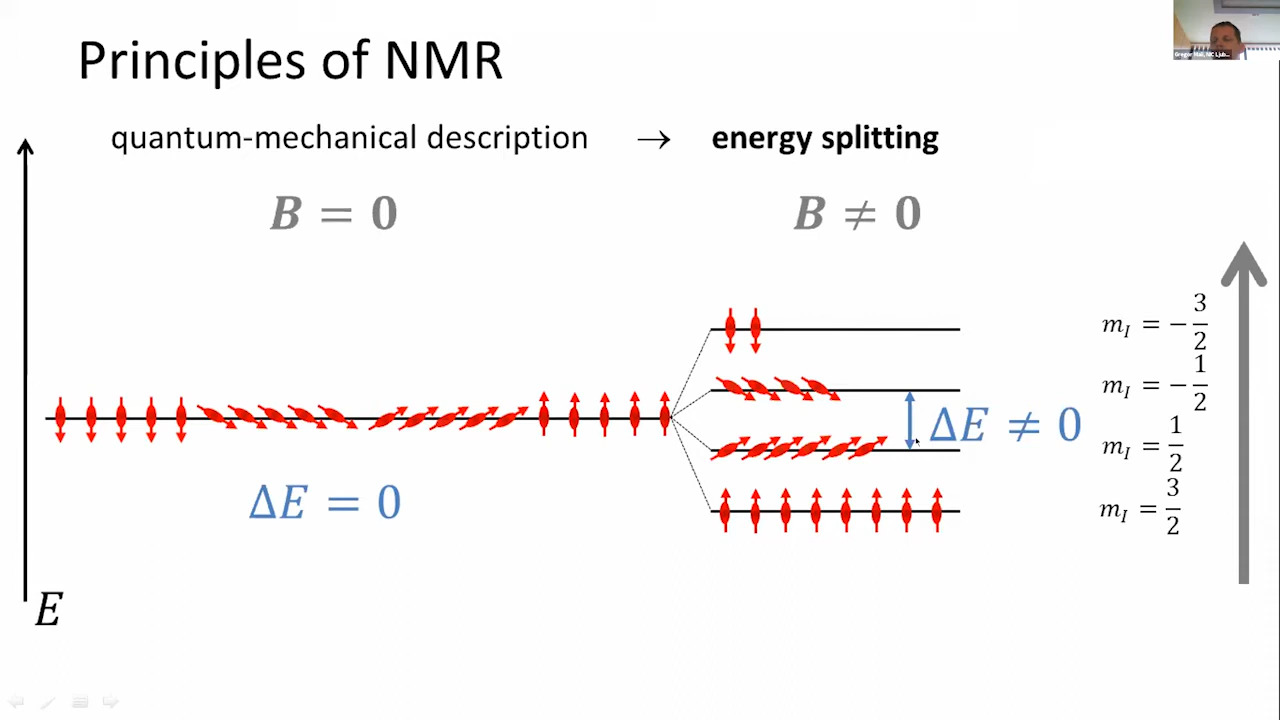 Principles of NMR
quantum-mechanical description → energy splitting
B = 0
B ≠ 0
m_I = -3/2
m_I = -1/2
ΔE ≠ 0
m_I = 1/2
ΔE = 0
m_I = 3/2
E